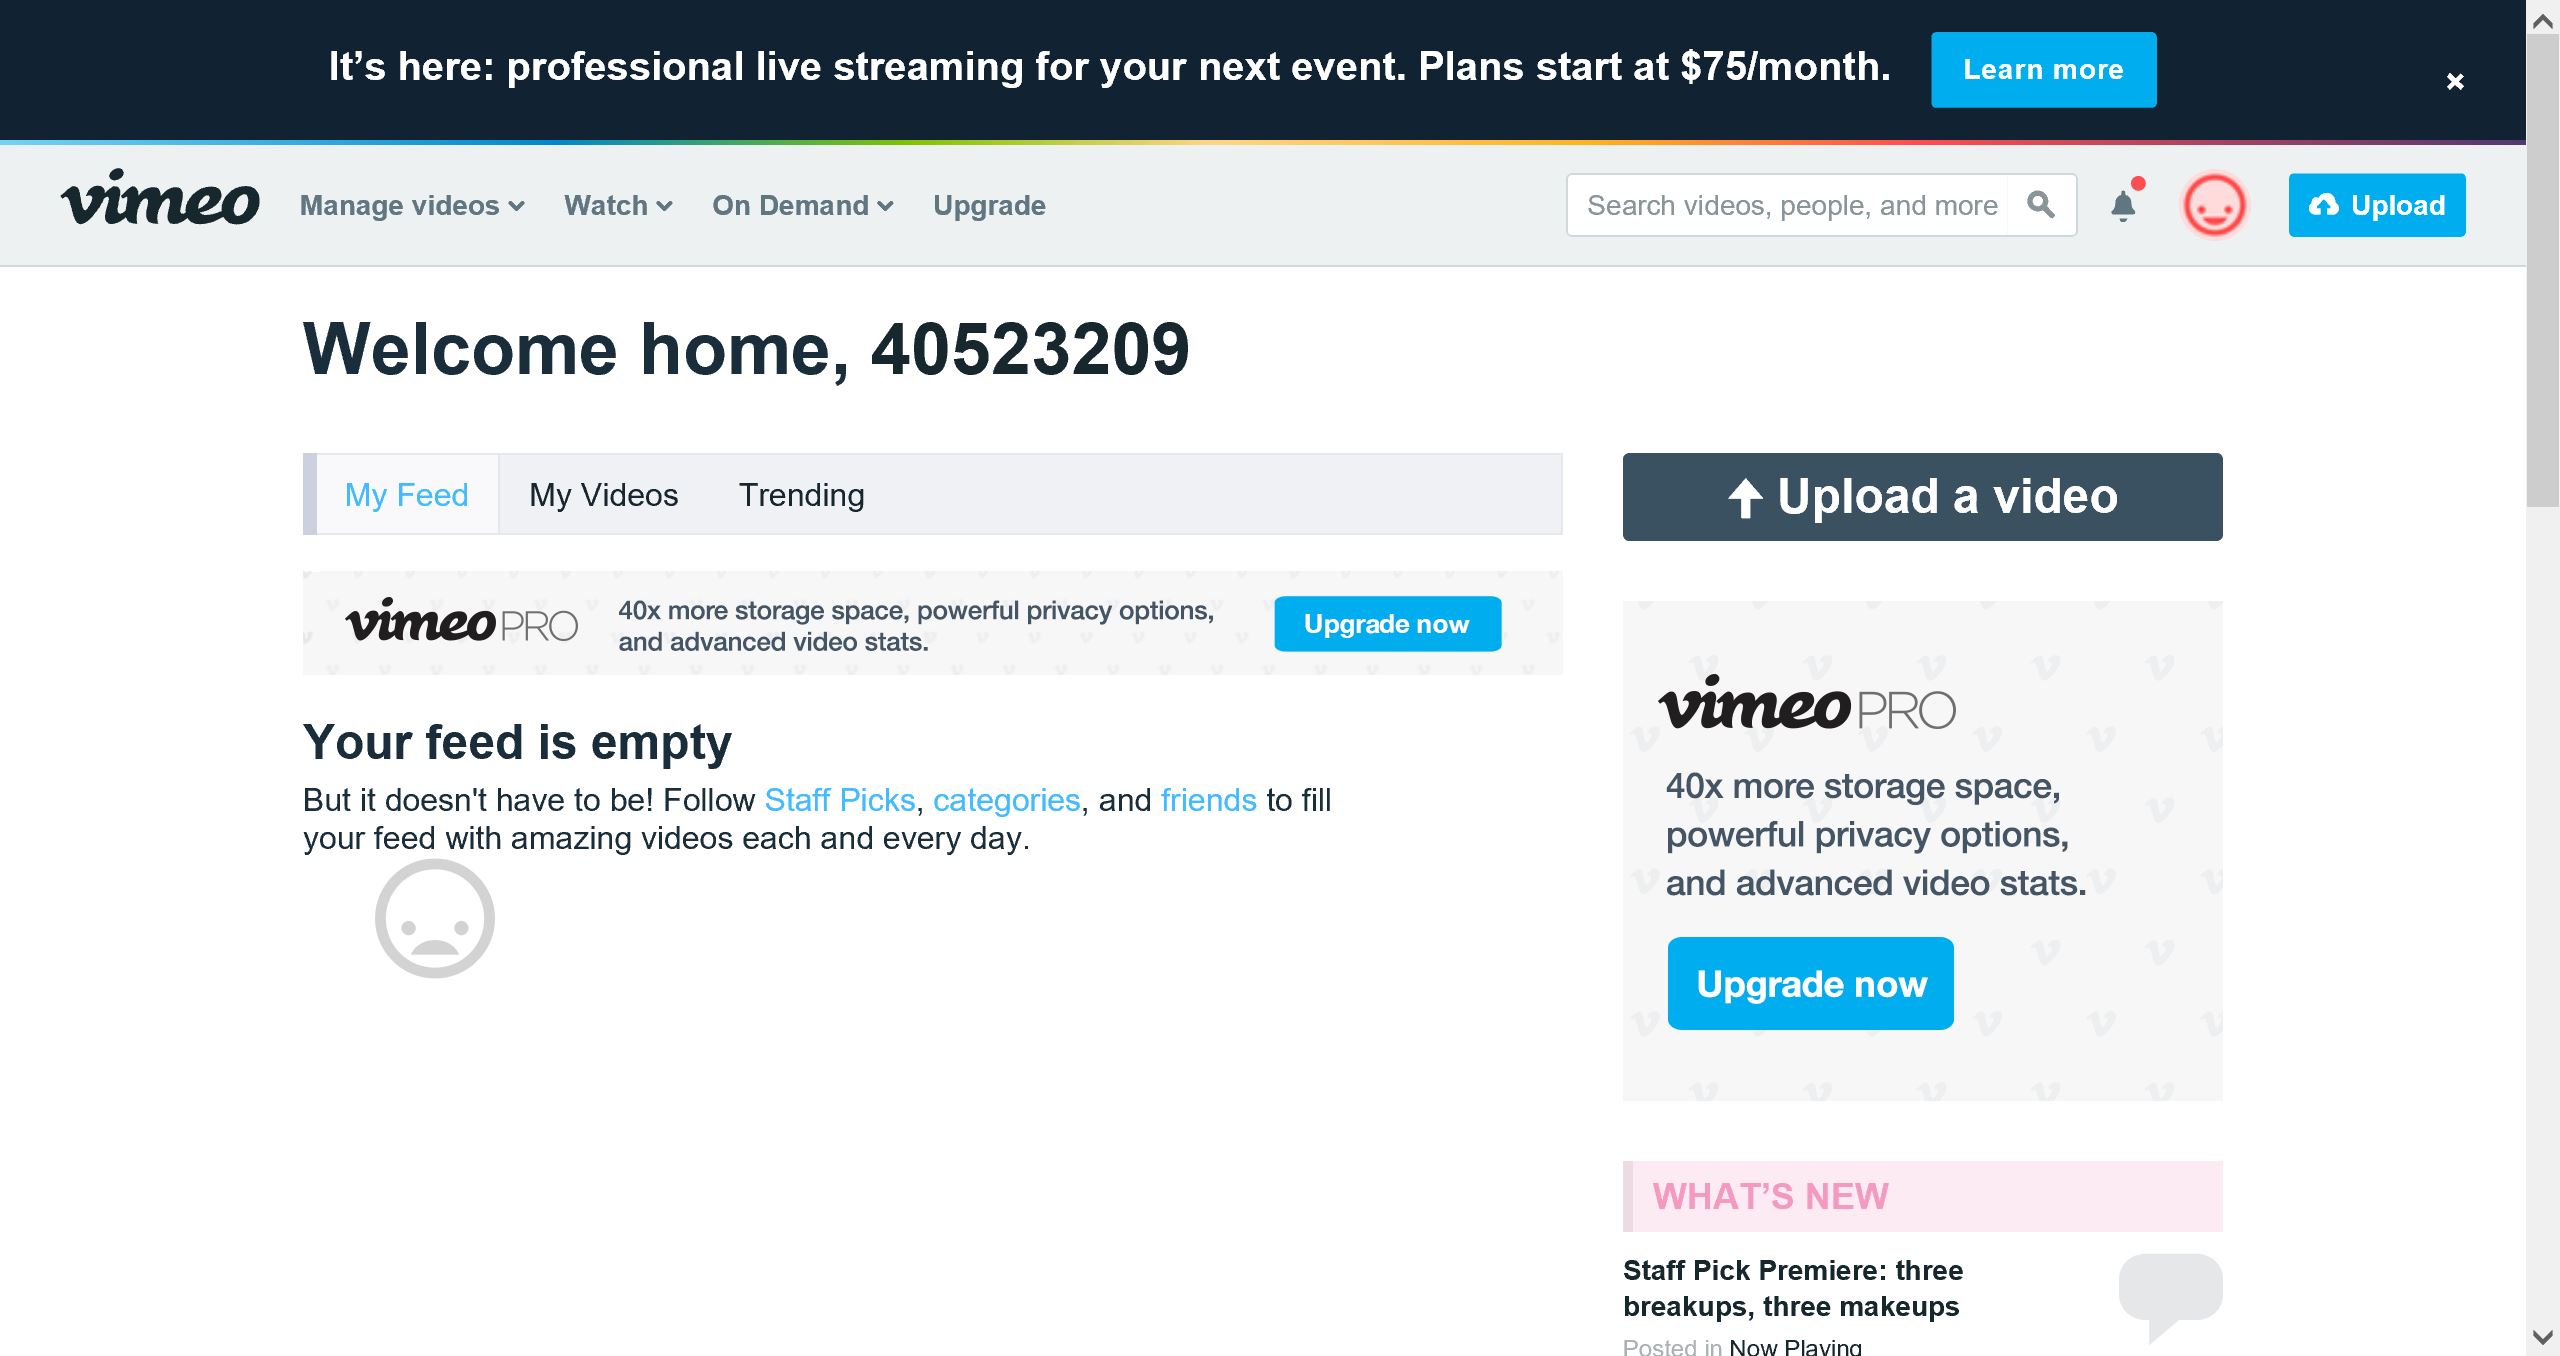 It’s here: professional live streaming for your next event. Plans start at $75/month.
Learn more
vimeo
Manage videos
Watch
On Demand
Upgrade
Search videos, people, and more
Upload
Welcome home, 40523209
My Feed
My Videos
Trending
Upload a video
vimeo PRO
40x more storage space, powerful privacy options,
and advanced video stats.
Upgrade now
Your feed is empty
But it doesn't have to be! Follow Staff Picks, categories, and friends to fill
your feed with amazing videos each and every day.
vimeo PRO
40x more storage space,
powerful privacy options,
and advanced video stats.
Upgrade now
WHAT’S NEW
Staff Pick Premiere: three
breakups, three makeups
Posted in Now Playing